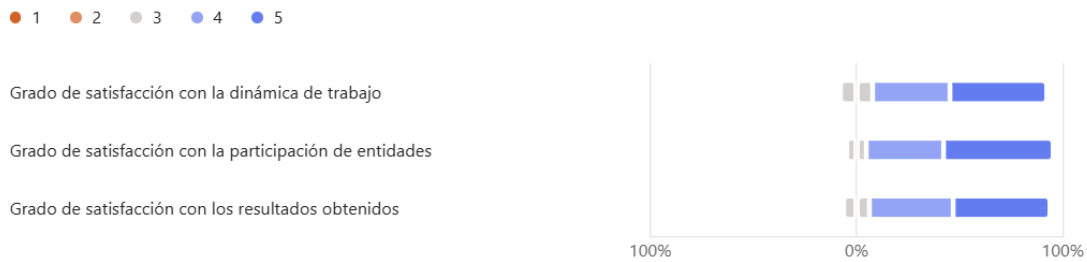 1 2 3 4 5
Grado de satisfacción con la dinámica de trabajo
Grado de satisfacción con la participación de entidades
Grado de satisfacción con los resultados obtenidos
100% 0% 100%